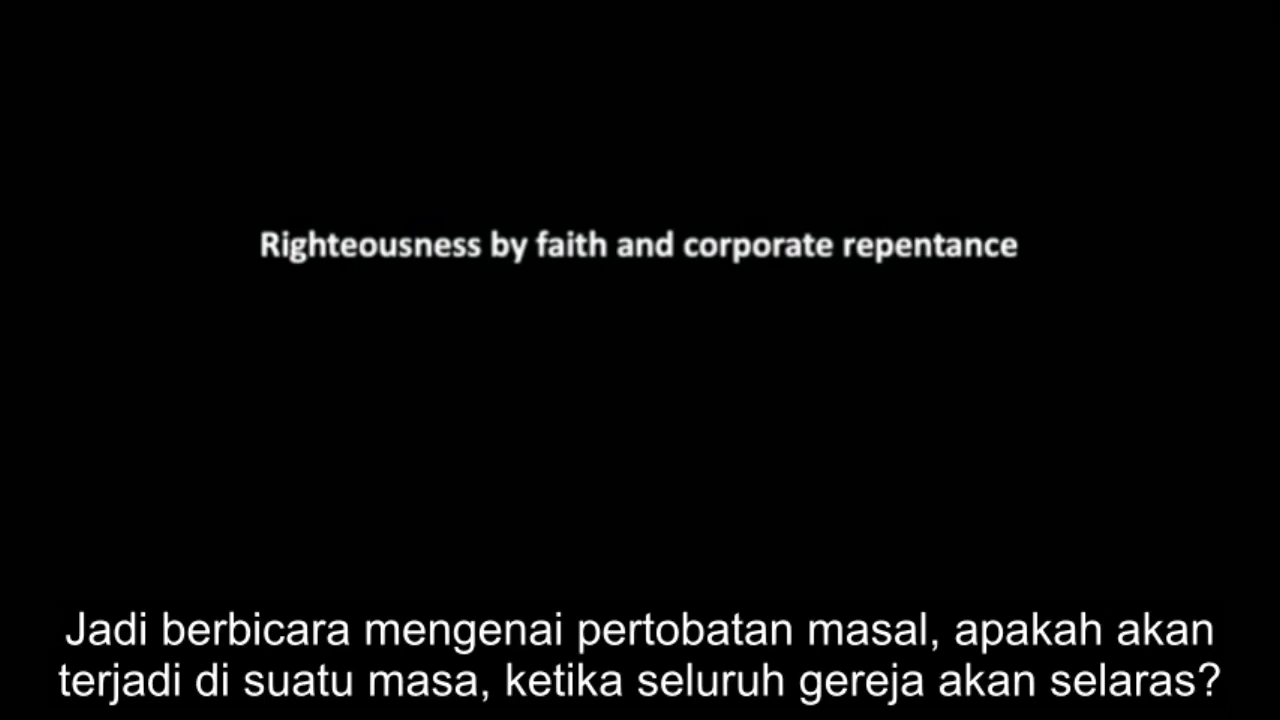 Righteousness by faith and corporate repentance
Jadi berbicara mengenai pertobatan masal, apakah akan
terjadi di suatu masa, ketika seluruh gereja akan selaras?